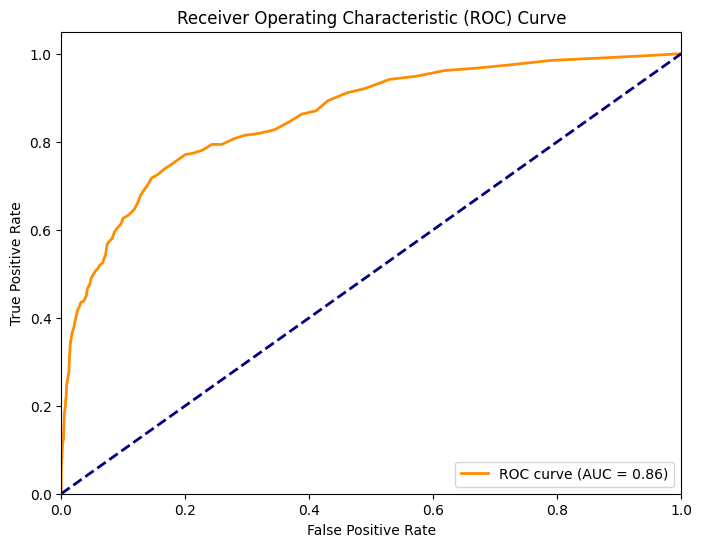 Receiver Operating Characteristic (ROC) Curve
1.0
0.8
0.6
0.4
0.2
0.0
True Positive Rate
ROC curve (AUC = 0.86)
0.0 0.2 0.4 0.6 0.8 1.0
False Positive Rate